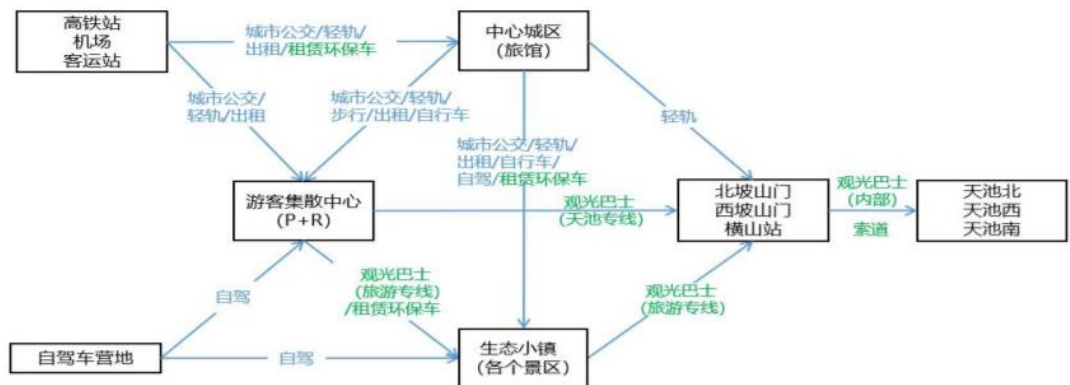 高铁站
机场
客运站
城市公交/轻轨/
出租/租赁环保车
中心城区
(旅馆)
城市公交/
轻轨/出租
城市公交/轻轨/
步行/出租/自行车
轻轨
城市公交/轻轨/
出租/自行车/
自驾/租赁环保车
游客集散中心
(P+R)
观光巴士
(天池专线)
北坡山门
西坡山门
横山站
观光巴士
(内部)
索道
天池北
天池西
天池南
自驾
观光巴士
(旅游专线)
/租赁环保车
观光巴士
(旅游专线)
自驾车营地
自驾
生态小镇
(各个景区)